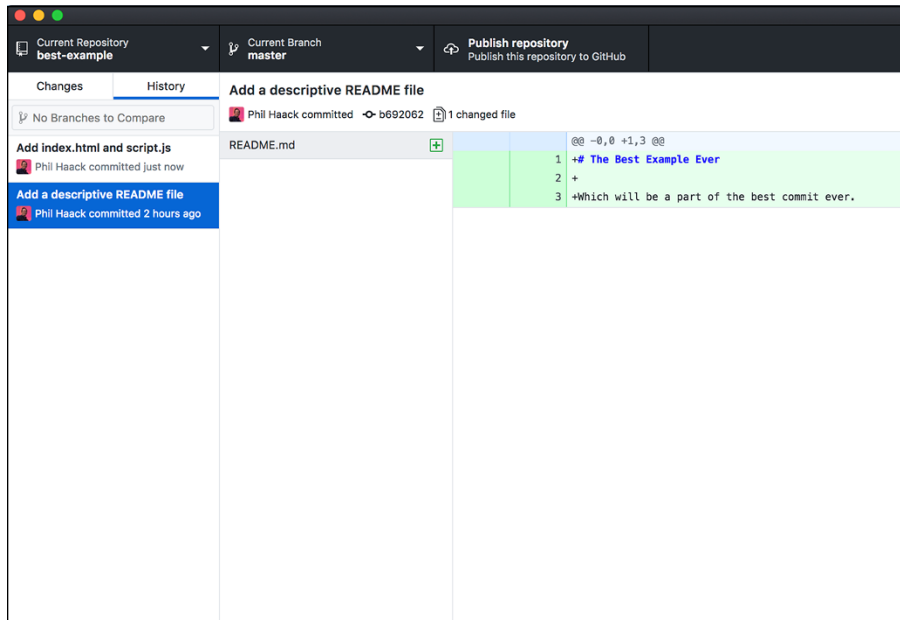 Current Repository
best-example
Current Branch
master
Publish repository
Publish this repository to GitHub
Changes
History
No Branches to Compare
Add index.html and script.js
Phil Haack committed just now
Add a descriptive README file
Phil Haack committed 2 hours ago
Add a descriptive README file
Phil Haack committed b692062 1 changed file
README.md
@@ -0,0 +1,3 @@
1 +# The Best Example Ever
2 +
3 +Which will be a part of the best commit ever.